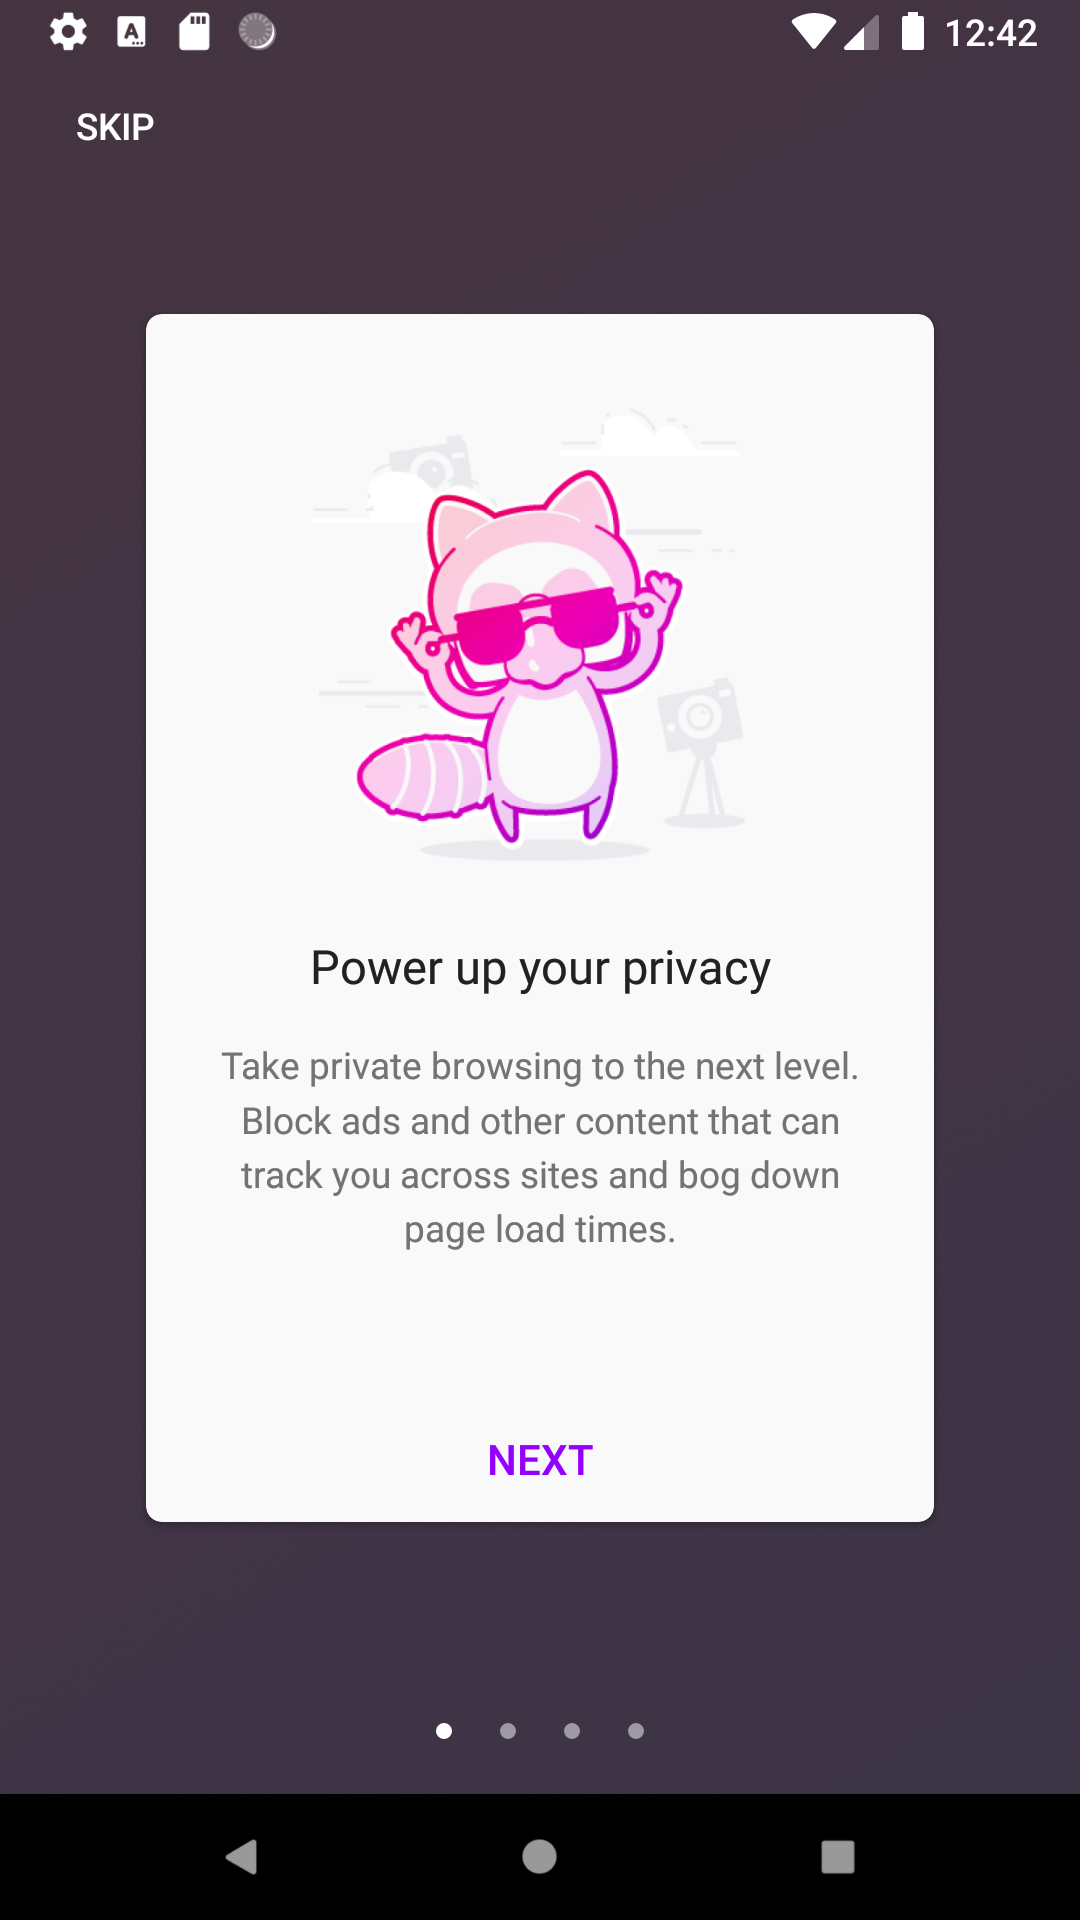 12:42
SKIP
Power up your privacy
Take private browsing to the next level.
Block ads and other content that can
track you across sites and bog down
page load times.
NEXT